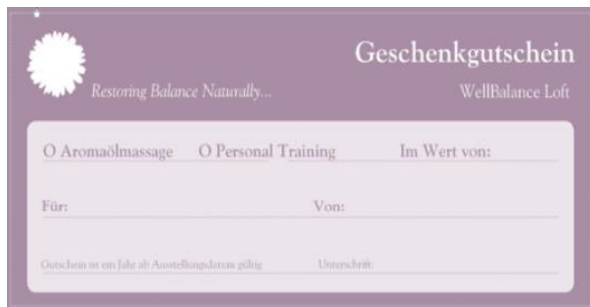 Geschenkgutschein
Restoring Balance Naturally...
WellBalance Loft
O Aromaölmassage O Personal Training Im Wert von:
Für: Von:
Gutschein ist ein Jahr ab Ausstellungsdatum gültig Unterschrift: